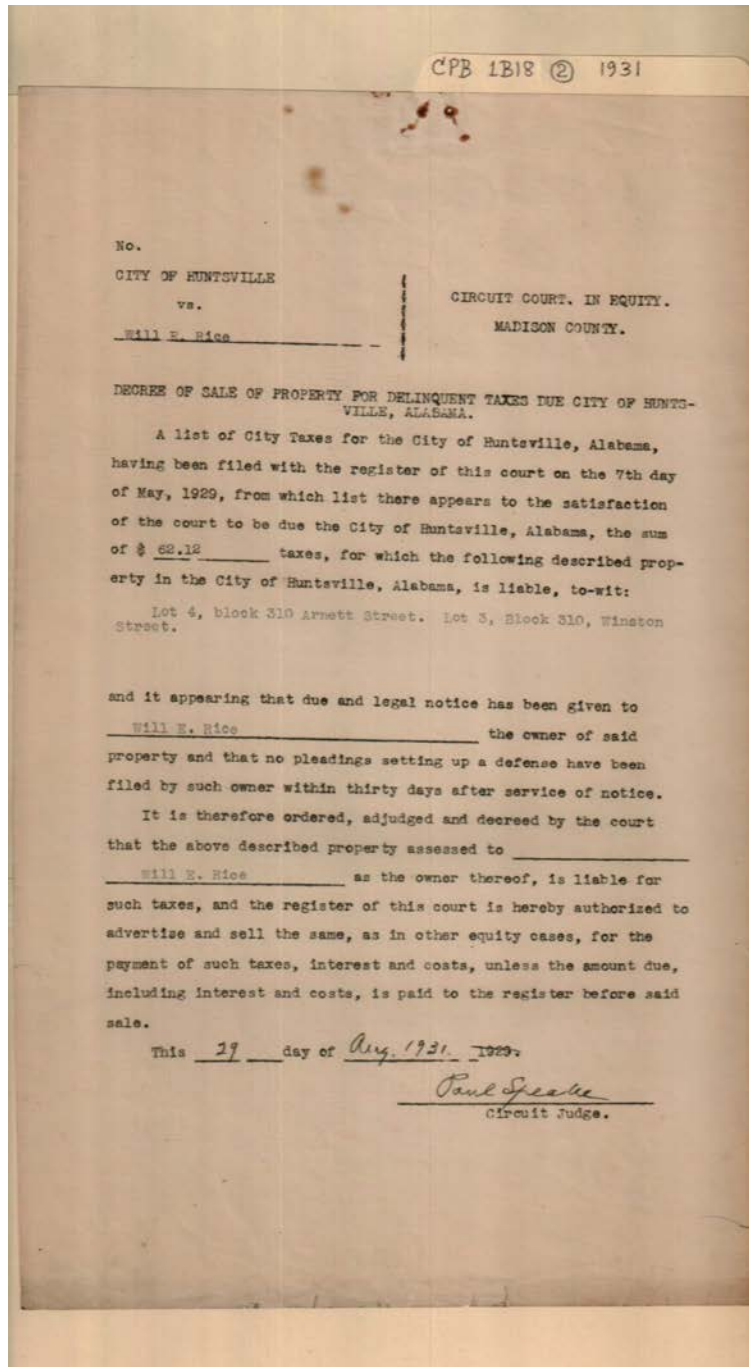 CPB 1B18 ② 1931
No.
CITY OF HUNTSVILLE
vs.
Will E. Rice
CIRCUIT COURT. IN EQUITY.
MADISON COUNTY.
DECREE OF SALE OF PROPERTY FOR DELINQUENT TAXES DUE CITY OF HUNTS-
VILLE, ALABAMA.
A list of City Taxes for the City of Huntsville, Alabama,
having been filed with the register of this court on the 7th day
of May, 1929, from which list there appears to the satisfaction
of the court to be due the City of Huntsville, Alabama, the sum
of $ 62.12 taxes, for which the following described prop-
erty in the City of Huntsville, Alabama, is liable, to-wit:
Lot 4, block 310 Arnett Street. Lot 3, Block 310, Winston
Street.
and it appearing that due and legal notice has been given to
Will E. Rice the owner of said
property and that no pleadings setting up a defense have been
filed by such owner within thirty days after service of notice.
It is therefore ordered, adjudged and decreed by the court
that the above described property assessed to
Will E. Rice as the owner thereof, is liable for
such taxes, and the register of this court is hereby authorized to
advertize and sell the same, as in other equity cases, for the
payment of such taxes, interest and costs, unless the amount due,
including interest and costs, is paid to the register before said
sale.
This 29 day of Aug. 1931. 1929.
Paul Speake
Circuit Judge.